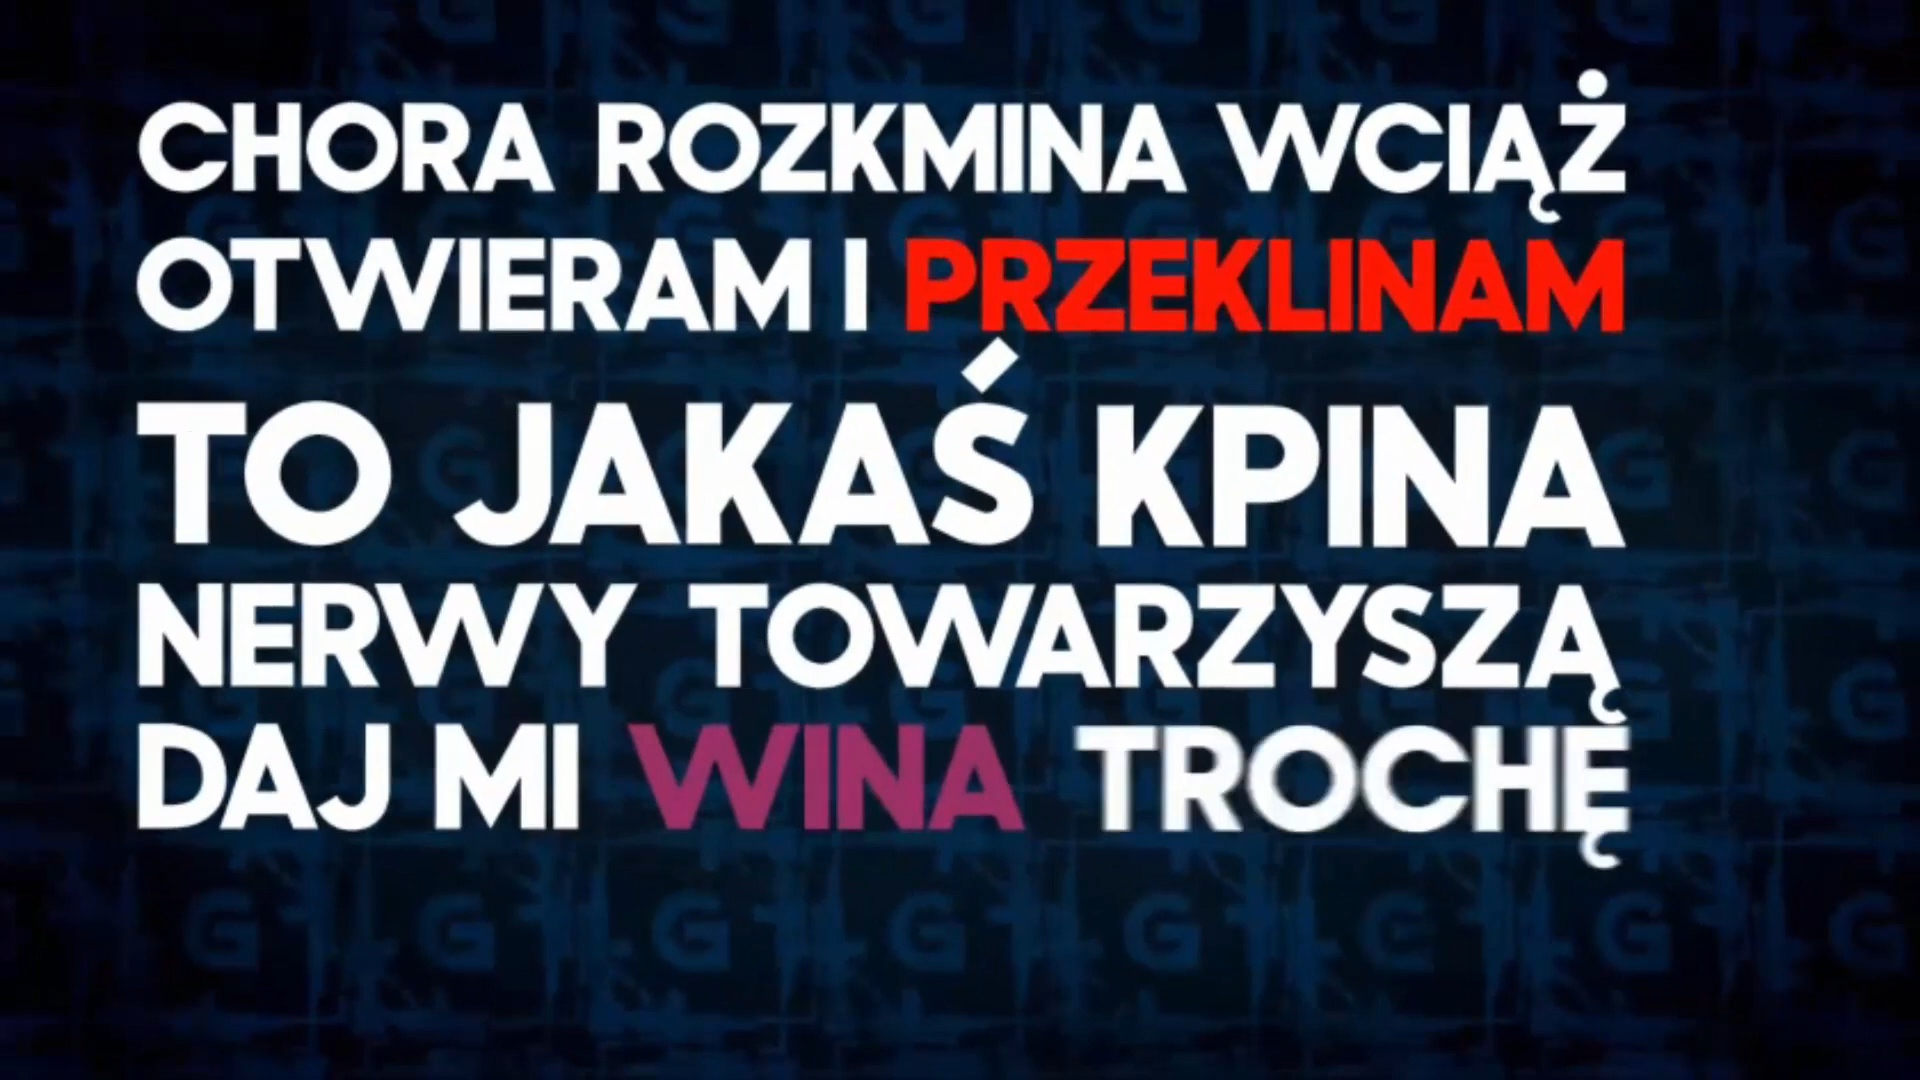 CHORA ROZKMINA WCIĄŻ
OTWIERAM I PRZEKLINAM
TO JAKAŚ KPINA
NERWY TOWARZYSZĄ
DAJ MI WINA TROCHĘ